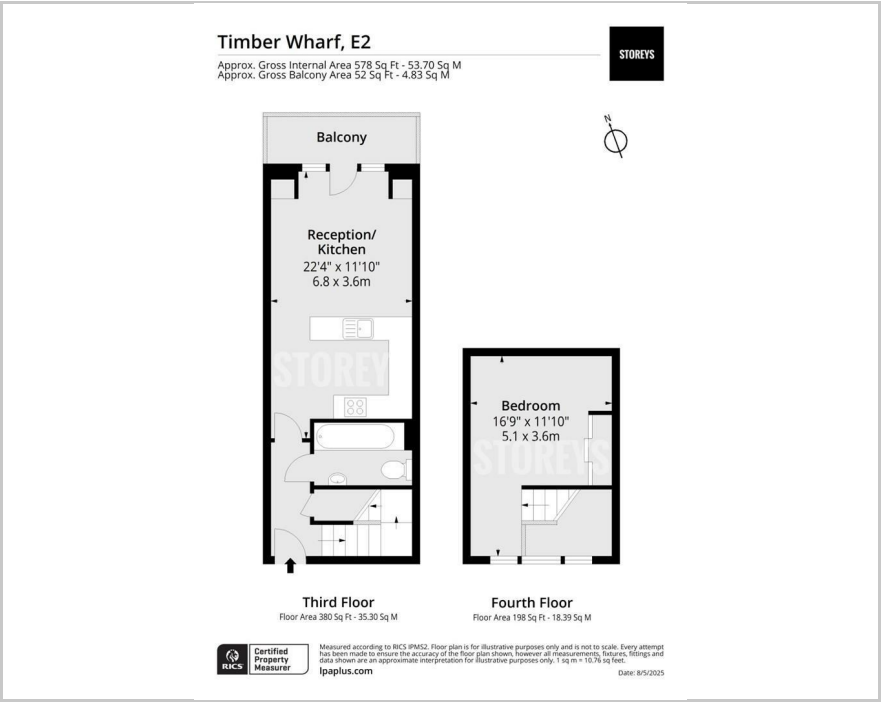 Timber Wharf, E2
Approx. Gross Internal Area 578 Sq Ft - 53.70 Sq M
Approx. Gross Balcony Area 52 Sq Ft - 4.83 Sq M
STOREYS
N
Balcony
Reception/
Kitchen
22'4" x 11'10"
6.8 x 3.6m
STOREY
Bedroom
16'9" x 11'10"
5.1 x 3.6m
STOREYS
Third Floor
Floor Area 380 Sq Ft - 35.30 Sq M
Fourth Floor
Floor Area 198 Sq Ft - 18.39 Sq M
RICS
Certified
Property
Measurer
Measured according to RICS IPMS2. Floor plan is for illustrative purposes only and is not to scale. Every attempt
has been made to ensure the accuracy of the floor plan shown, however all measurements, fixtures, fittings and
data shown are an approximate interpretation for illustrative purposes only. 1 sq m = 10.76 sq feet.
lpaplus.com
Date: 8/5/2025